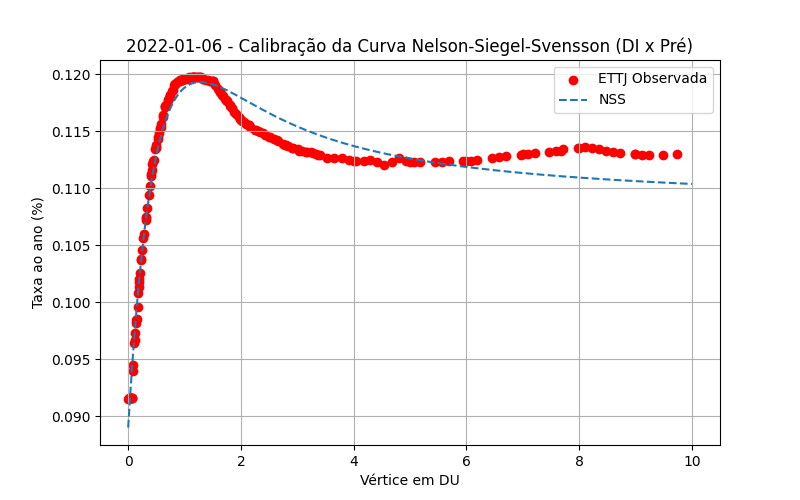 2022-01-06 - Calibração da Curva Nelson-Siegel-Svensson (DI x Pré)
ETTJ Observada
NSS
Taxa ao ano (%)
0.120
0.115
0.110
0.105
0.100
0.095
0.090
0 2 4 6 8 10
Vértice em DU